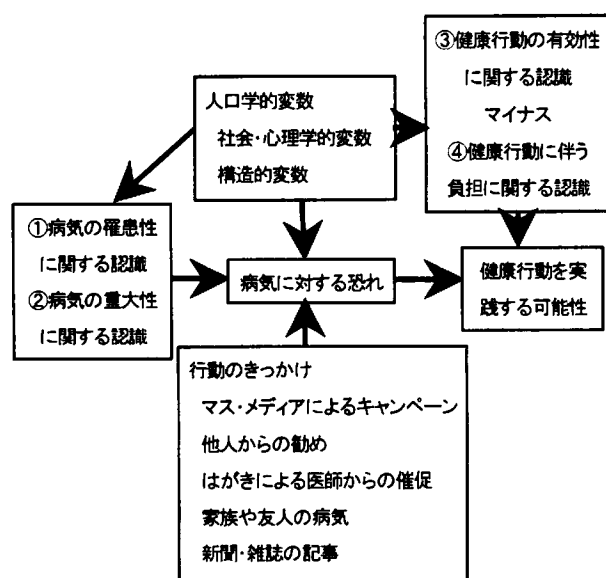 ③健康行動の有効性
に関する認識
マイナス
④健康行動に伴う
負担に関する認識
人口学的変数
社会・心理学的変数
構造的変数
①病気の罹患性
に関する認識
②病気の重大性
に関する認識
病気に対する恐れ
健康行動を実
践する可能性
行動のきっかけ
マス・メディアによるキャンペーン
他人からの勧め
はがきによる医師からの催促
家族や友人の病気
新聞・雑誌の記事